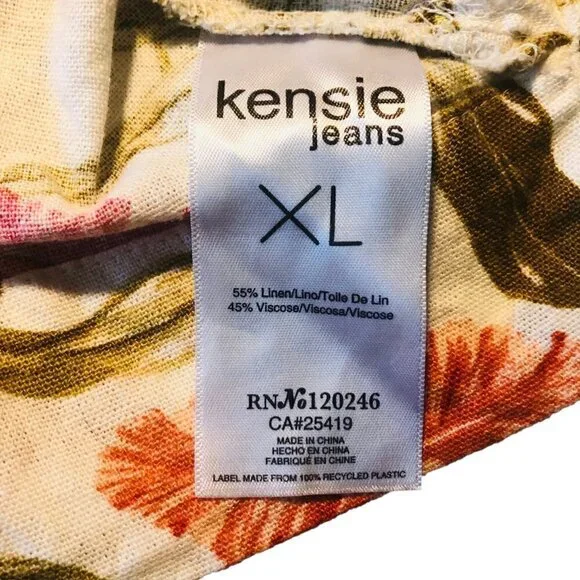 kensie
jeans
XL
55% Linen/Lino/Toile De Lin
45% Viscose/Viscosa/Viscose
RN№120246
CA#25419
MADE IN CHINA
HECHO EN CHINA
FABRIQUÉ EN CHINE
LABEL MADE FROM 100% RECYCLED PLASTIC